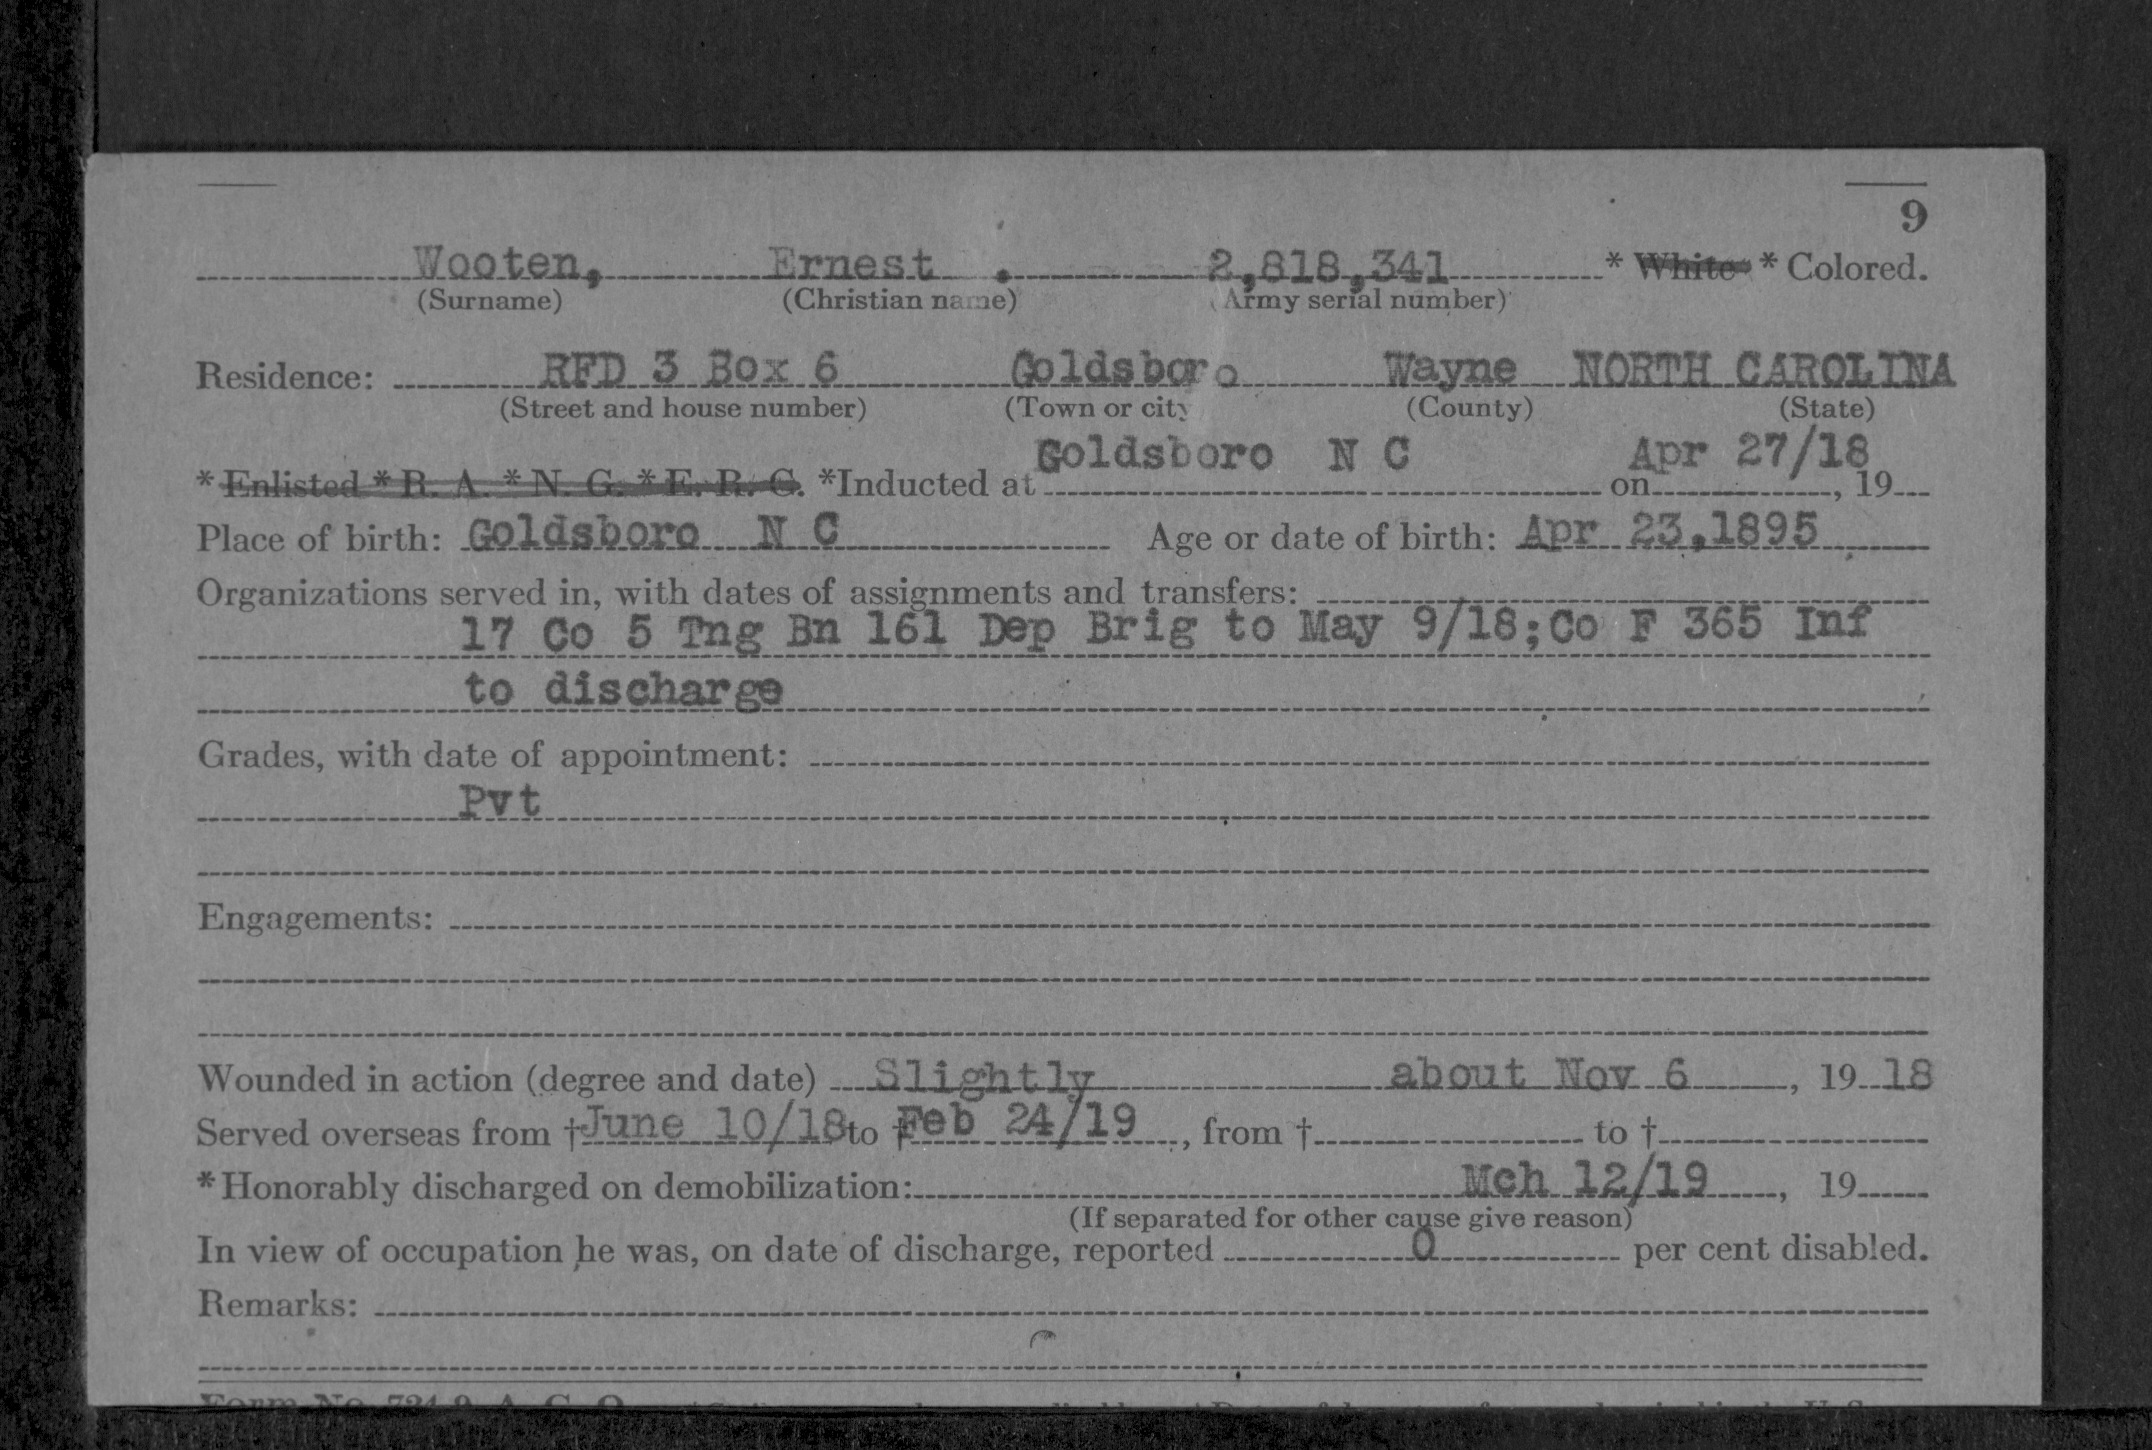 9
Wooten, Ernest . 2,818,341 * White * Colored.
(Surname) (Christian name) (Army serial number)
Residence: RFD 3 Box 6 Goldsboro Wayne NORTH CAROLINA
(Street and house number) (Town or city (County) (State)
Goldsboro N C Apr 27/18
* Enlisted * R. A. * N. G. * E. R. C. *Inducted at on , 19
Place of birth: Goldsboro N C Age or date of birth: Apr 23,1895
Organizations served in, with dates of assignments and transfers:
17 Co 5 Tng Bn 161 Dep Brig to May 9/18;Co F 365 Inf
to discharge
Grades, with date of appointment:
Pvt
Engagements:
Wounded in action (degree and date) Slightly about Nov 6 , 19 18
Served overseas from †June 10/18to †Feb 24/19 , from † to †
*Honorably discharged on demobilization: Mch 12/19 , 19
(If separated for other cause give reason)
In view of occupation he was, on date of discharge, reported 0 per cent disabled.
Remarks:
Form No. 724-9, A. G. O.